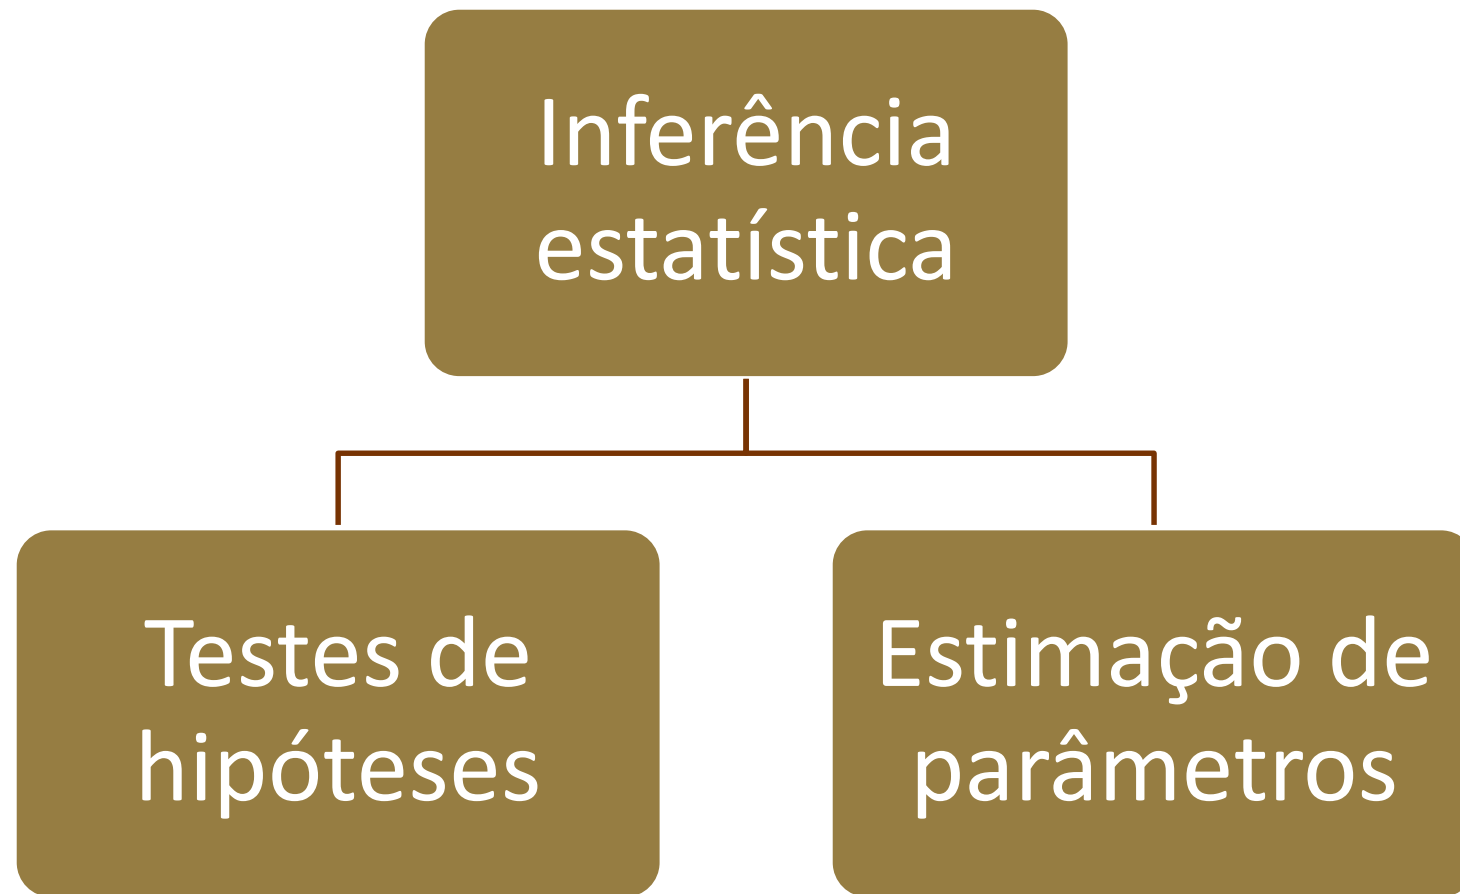 Inferência
estatística
Testes de
hipóteses
Estimação de
parâmetros